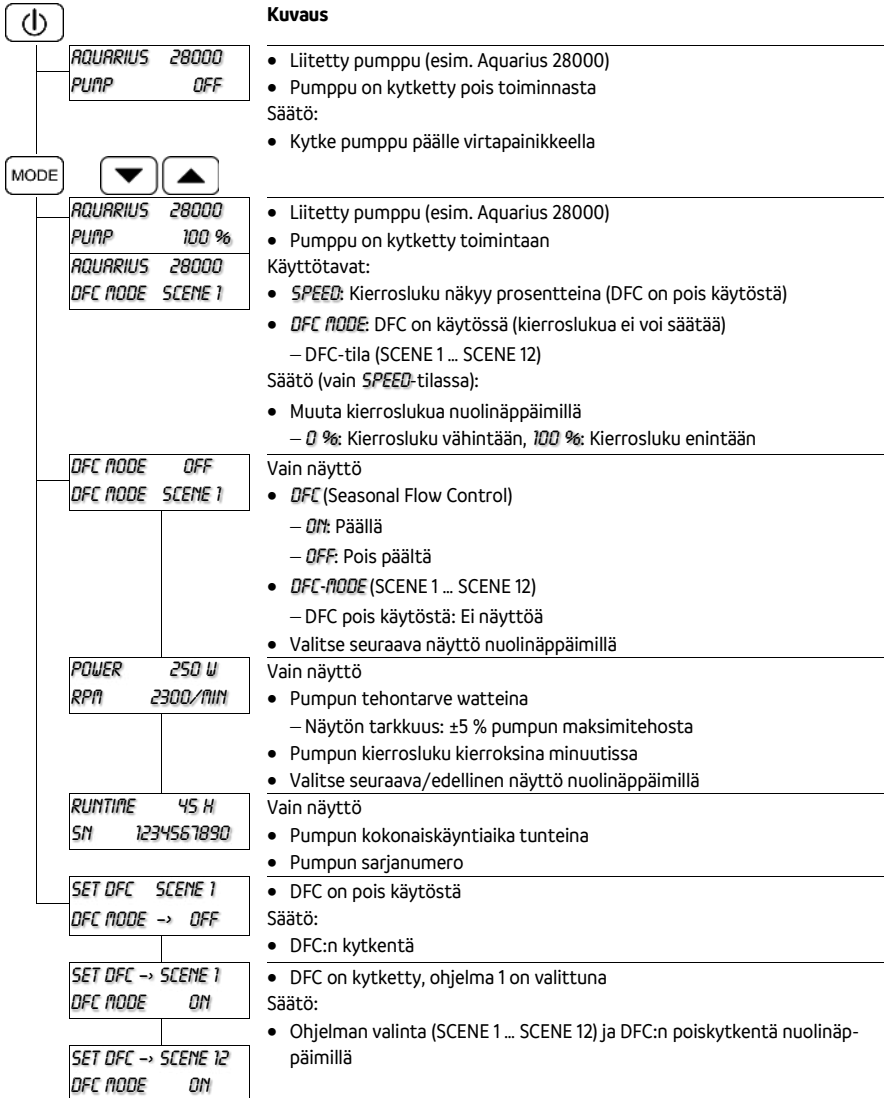 Kuvaus
AQUARIUS 28000
PUMP OFF
• Liitetty pumppu (esim. Aquarius 28000)
• Pumppu on kytketty pois toiminnasta
Säätö:
• Kytke pumppu päälle virtapainikkeella
MODE
AQUARIUS 28000
PUMP 100 %
AQUARIUS 28000
DFC MODE SCENE 1
• Liitetty pumppu (esim. Aquarius 28000)
• Pumppu on kytketty toimintaan
Käyttötavat:
• SPEED: Kierrosluku näkyy prosentteina (DFC on pois käytöstä)
• DFC MODE: DFC on käytössä (kierroslukua ei voi säätää)
– DFC-tila (SCENE 1 ... SCENE 12)
Säätö (vain SPEED-tilassa):
• Muuta kierroslukua nuolinäppäimillä
– 0 %: Kierrosluku vähintään, 100 %: Kierrosluku enintään
DFC MODE OFF
DFC MODE SCENE 1
Vain näyttö
• DFC (Seasonal Flow Control)
– ON: Päällä
– OFF: Pois päältä
• DFC-MODE (SCENE 1 ... SCENE 12)
– DFC pois käytöstä: Ei näyttöä
• Valitse seuraava näyttö nuolinäppäimillä
POWER 250 W
RPM 2300/MIN
Vain näyttö
• Pumpun tehontarve watteina
– Näytön tarkkuus: ±5 % pumpun maksimitehosta
• Pumpun kierrosluku kierroksina minuutissa
• Valitse seuraava/edellinen näyttö nuolinäppäimillä
RUNTIME 45 H
SN 1234567890
Vain näyttö
• Pumpun kokonaiskäyntiaika tunteina
• Pumpun sarjanumero
SET DFC SCENE 1
DFC MODE -> OFF
• DFC on pois käytöstä
Säätö:
• DFC:n kytkentä
SET DFC -> SCENE 1
DFC MODE ON
• DFC on kytketty, ohjelma 1 on valittuna
Säätö:
• Ohjelman valinta (SCENE 1 ... SCENE 12) ja DFC:n poiskytkentä nuolinäp-
päimillä
SET DFC -> SCENE 12
DFC MODE ON